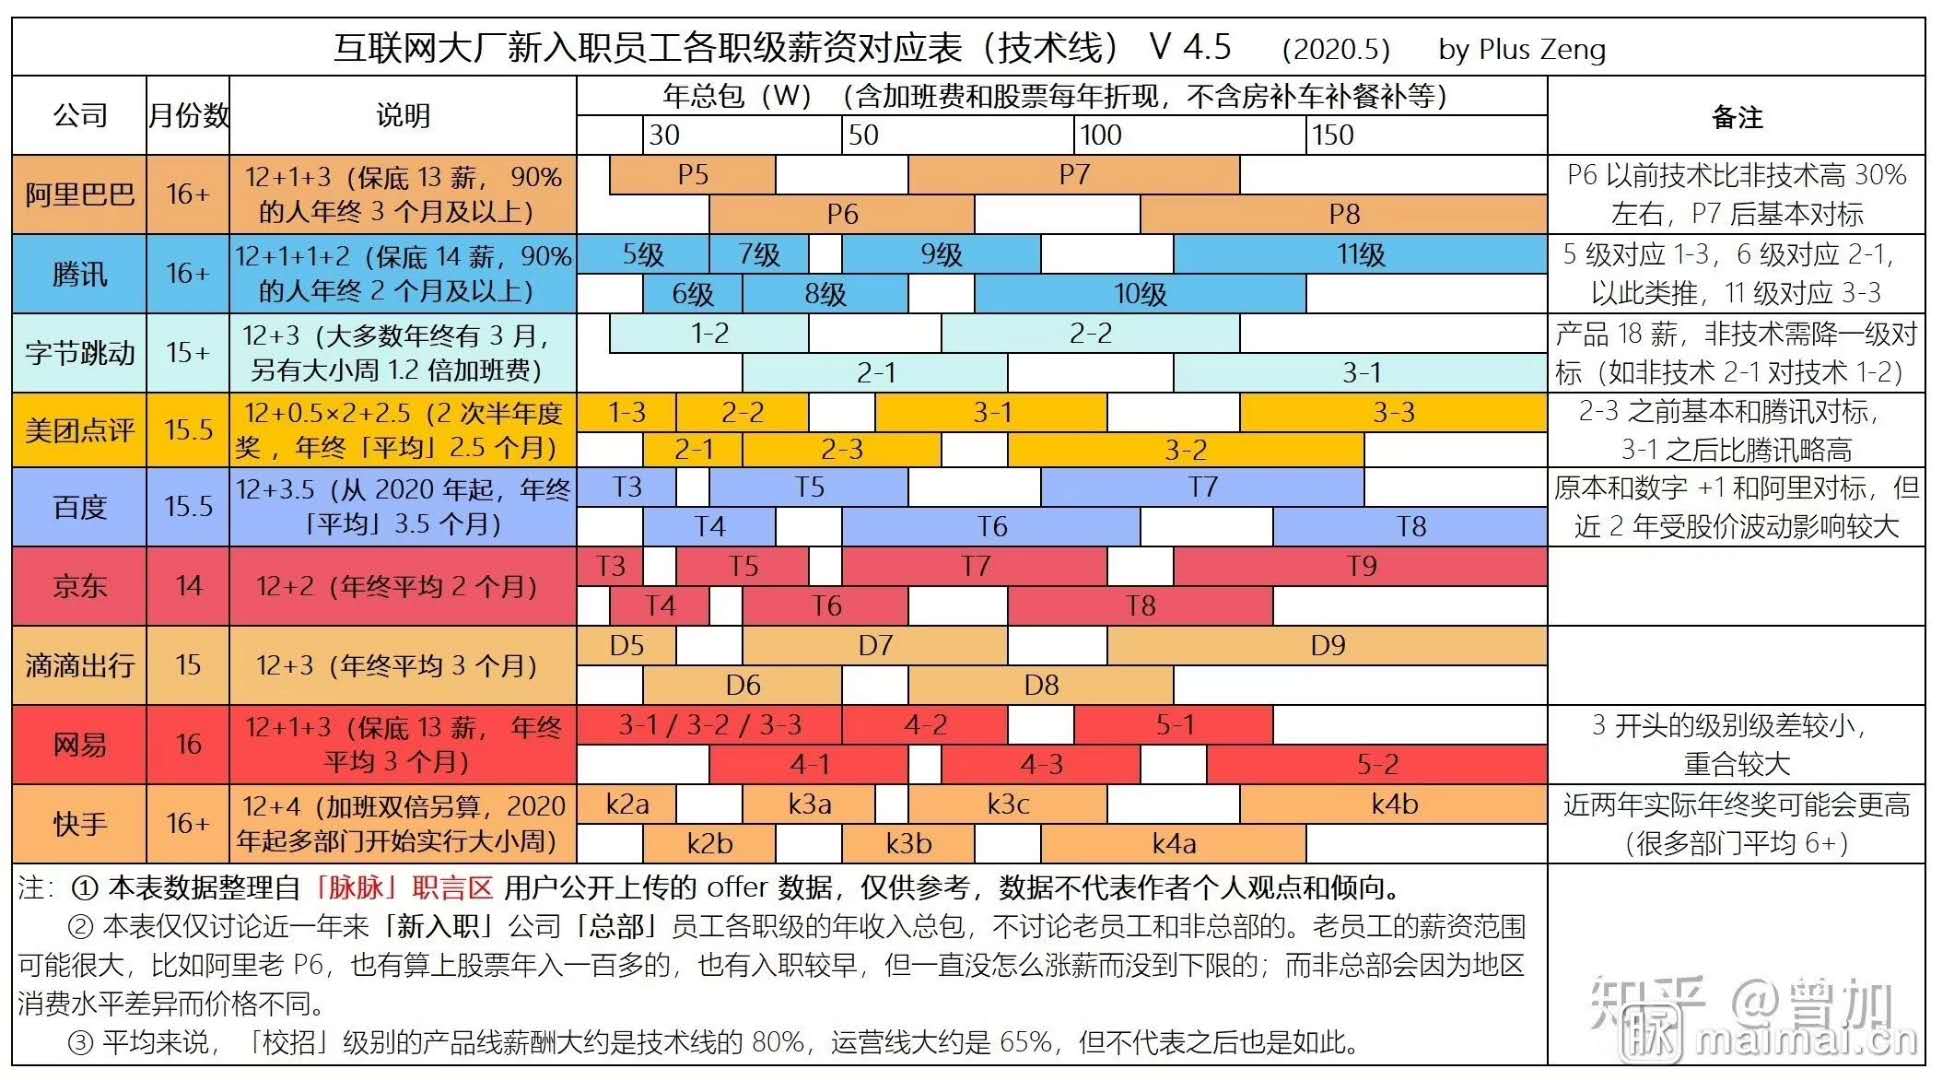 互联网大厂新入职员工各职级薪资对应表（技术线） V 4.5 （2020.5） by Plus Zeng
公司 月份数 说明 年总包（W）（含加班费和股票每年折现，不含房补车补餐补等） 备注
30 50 100 150
阿里巴巴 16+
12+1+3（保底 13 薪， 90%
的人年终 3 个月及以上）
P5 P7
P6 P8
P6 以前技术比非技术高 30%
左右，P7 后基本对标
腾讯 16+
12+1+1+2（保底 14 薪，90%
的人年终 2 个月及以上）
5级 7级 9级 11级
6级 8级 10级
5 级对应 1-3，6 级对应 2-1，
以此类推，11 级对应 3-3
字节跳动 15+
12+3（大多数年终有 3 月，
另有大小周 1.2 倍加班费）
1-2 2-2
2-1 3-1
产品 18 薪，非技术需降一级对
标（如非技术 2-1 对技术 1-2）
美团点评 15.5
12+0.5×2+2.5（2 次半年度
奖 ，年终「平均」2.5 个月）
1-3 2-2 3-1 3-3
2-1 2-3 3-2
2-3 之前基本和腾讯对标，
3-1 之后比腾讯略高
百度 15.5
12+3.5（从 2020 年起，年终
「平均」3.5 个月）
T3 T5 T7
T4 T6 T8
原本和数字 +1 和阿里对标，但
近 2 年受股价波动影响较大
京东 14 12+2（年终平均 2 个月）
T3 T5 T7 T9
T4 T6 T8
滴滴出行 15 12+3（年终平均 3 个月）
D5 D7 D9
D6 D8
网易 16
12+1+3（保底 13 薪， 年终
平均 3 个月）
3-1 / 3-2 / 3-3 4-2 5-1
4-1 4-3 5-2
3 开头的级别级差较小，
重合较大
快手 16+
12+4（加班双倍另算，2020
年起多部门开始实行大小周）
k2a k3a k3c k4b
k2b k3b k4a
近两年实际年终奖可能会更高
（很多部门平均 6+）
注：① 本表数据整理自「脉脉」职言区 用户公开上传的 offer 数据，仅供参考，数据不代表作者个人观点和倾向。
② 本表仅仅讨论近一年来「新入职」公司「总部」员工各职级的年收入总包，不讨论老员工和非总部的。老员工的薪资范围
可能很大，比如阿里老 P6，也有算上股票年入一百多的，也有入职较早，但一直没怎么涨薪而没到下限的；而非总部会因为地区
消费水平差异而价格不同。
③ 平均来说，「校招」级别的产品线薪酬大约是技术线的 80%，运营线大约是 65%，但不代表之后也是如此。
知乎 @曾加
脉 maimai.cn